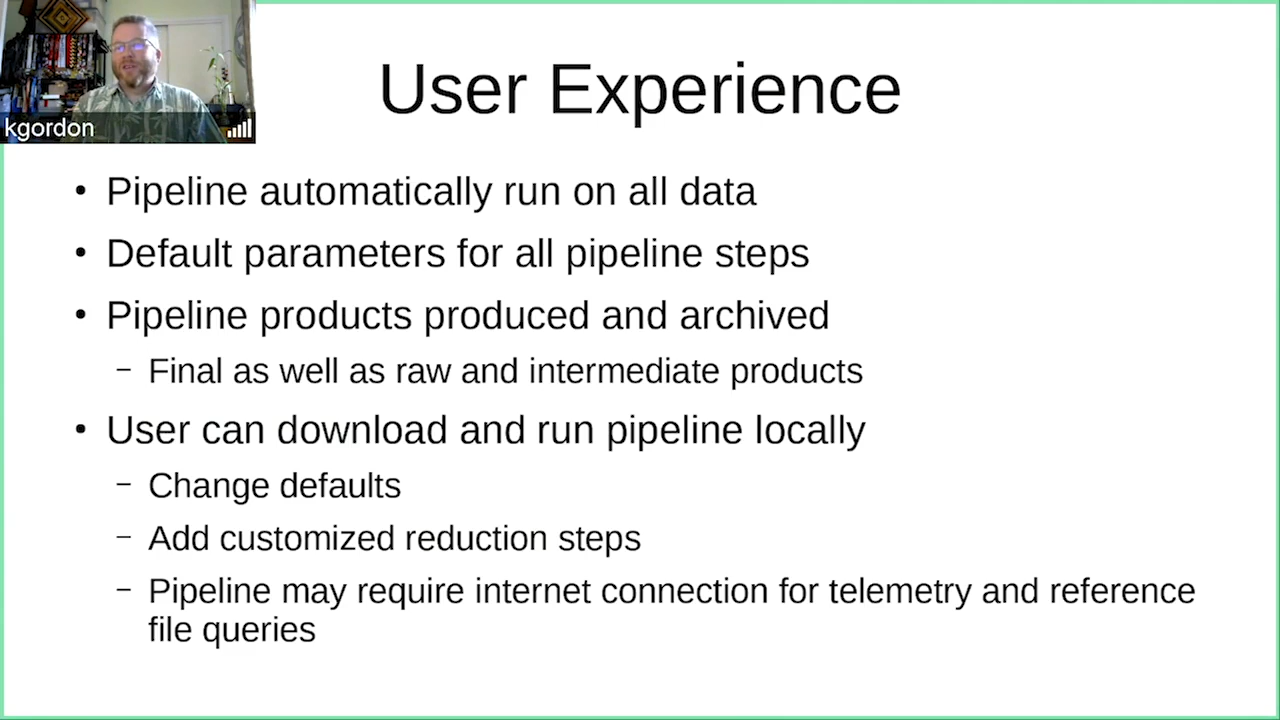 kgordon
User Experience
• Pipeline automatically run on all data
• Default parameters for all pipeline steps
• Pipeline products produced and archived
– Final as well as raw and intermediate products
• User can download and run pipeline locally
– Change defaults
– Add customized reduction steps
– Pipeline may require internet connection for telemetry and reference
file queries